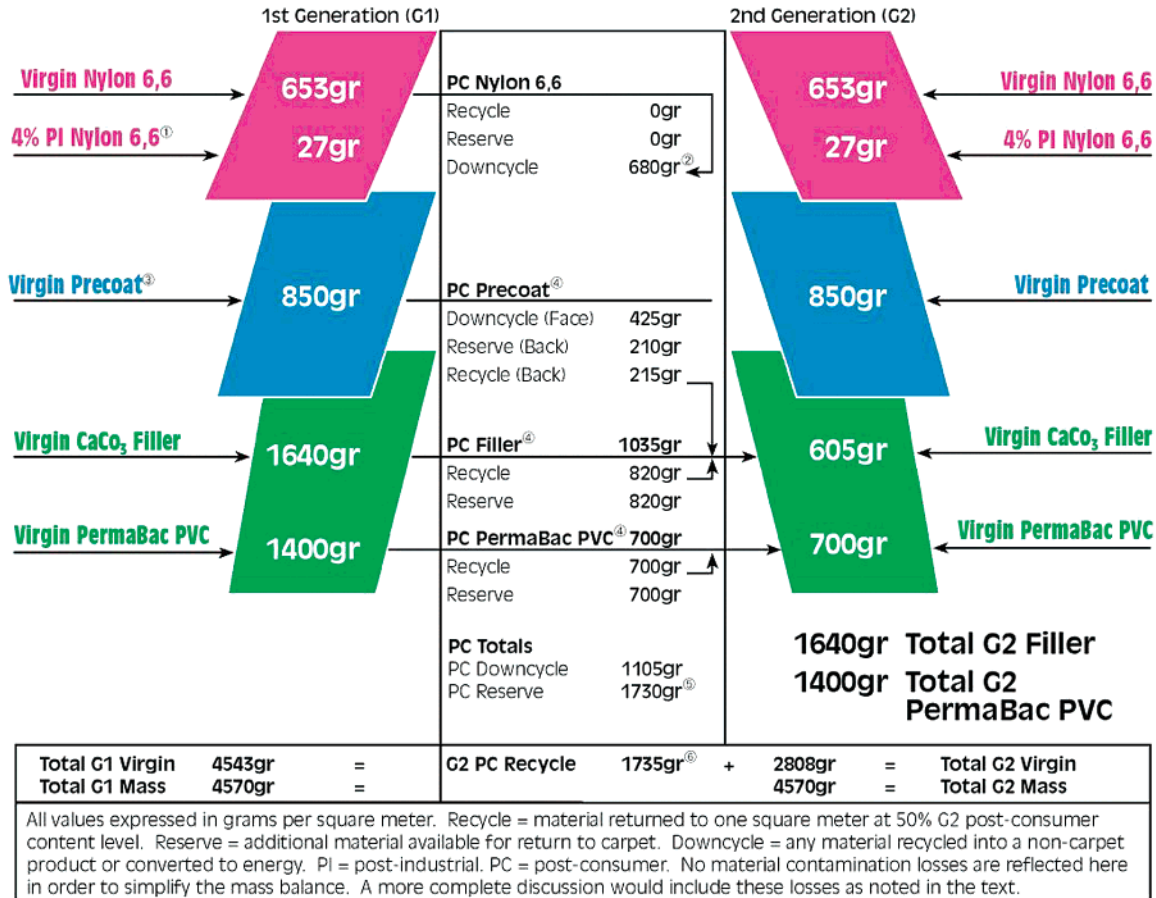 1st Generation (G1)
2nd Generation (G2)
Virgin Nylon 6,6
653gr
4% PI Nylon 6,6①
27gr
PC Nylon 6,6
Recycle 0gr
Reserve 0gr
Downcycle 680gr②
653gr
Virgin Nylon 6,6
27gr
4% PI Nylon 6,6
Virgin Precoat③
850gr
PC Precoat④
Downcycle (Face) 425gr
Reserve (Back) 210gr
Recycle (Back) 215gr
850gr
Virgin Precoat
Virgin CaCo₃ Filler
1640gr
PC Filler④ 1035gr
Recycle 820gr
Reserve 820gr
605gr
Virgin CaCo₃ Filler
Virgin PermaBac PVC
1400gr
PC PermaBac PVC④ 700gr
Recycle 700gr
Reserve 700gr
700gr
Virgin PermaBac PVC
PC Totals
PC Downcycle 1105gr
PC Reserve 1730gr⑤
1640gr Total G2 Filler
1400gr Total G2
PermaBac PVC
Total G1 Virgin 4543gr = G2 PC Recycle 1735gr⑥ + 2808gr = Total G2 Virgin
Total G1 Mass 4570gr = 4570gr = Total G2 Mass
All values expressed in grams per square meter. Recycle = material returned to one square meter at 50% G2 post-consumer
content level. Reserve = additional material available for return to carpet. Downcycle = any material recycled into a non-carpet
product or converted to energy. PI = post-industrial. PC = post-consumer. No material contamination losses are reflected here
in order to simplify the mass balance. A more complete discussion would include these losses as noted in the text.